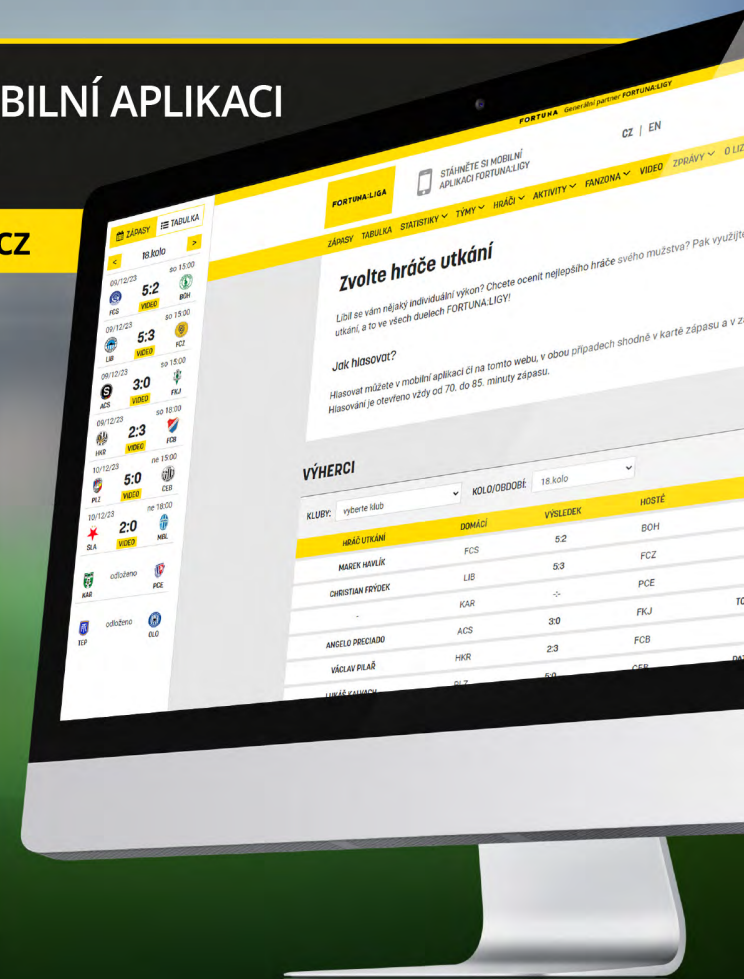 BILNÍ APLIKACI
CZ
FORTUNA Generální partner FORTUNA:LIGY
CZ | EN
FORTUNA:LIGA
STÁHNĚTE SI MOBILNÍ
APLIKACI FORTUNA:LIGY
ZÁPASY TABULKA STATISTIKY TÝMY HRÁČI AKTIVITY FANZONA VIDEO ZPRÁVY O LIZ
ZÁPASY TABULKA
< 18.kolo >
09/12/23 so 15:00
5:2
FCS VIDEO BOH
09/12/23 so 15:00
5:3
LIB VIDEO FCZ
09/12/23 so 15:00
3:0
ACS VIDEO FKJ
09/12/23 so 18:00
2:3
HKR VIDEO FCB
10/12/23 ne 15:00
5:0
PLZ VIDEO CEB
10/12/23 ne 18:00
2:0
SLA VIDEO MBL
odloženo
KAR PCE
odloženo
TEP OLO
Zvolte hráče utkání
Líbil se vám nějaký individuální výkon? Chcete ocenit nejlepšího hráče svého mužstva? Pak využijte
utkání, a to ve všech duelech FORTUNA:LIGY!
Jak hlasovat?
Hlasovat můžete v mobilní aplikaci či na tomto webu, v obou případech shodně v kartě zápasu a v zá
Hlasování je otevřeno vždy od 70. do 85. minuty zápasu.
VÝHERCI
KLUBY: vyberte klub KOLO/OBDOBÍ: 18.kolo
HRÁČ UTKÁNÍ DOMÁCÍ VÝSLEDEK HOSTÉ
MAREK HAVLÍK FCS 5:2 BOH
CHRISTIAN FRÝDEK LIB 5:3 FCZ
- KAR -:- PCE
ANGELO PRECIADO ACS 3:0 FKJ TO
VÁCLAV PILAŘ HKR 2:3 FCB
LUKÁŠ KALVACH PLZ 5:0 CEB